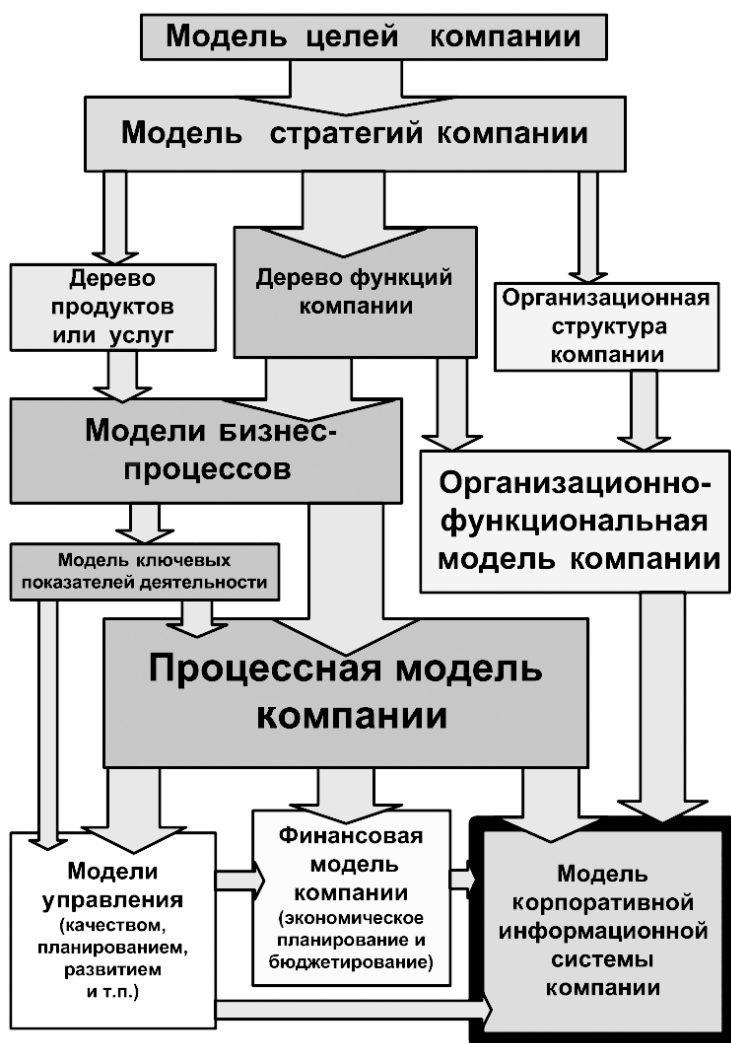 Модель целей компании
Модель стратегий компании
Дерево
продуктов
или услуг
Дерево функций
компании
Организационная
структура
компании
Модели Бизнес-
процессов
Организационно-
функциональная
модель компании
Модель ключевых
показателей деятельности
Процессная модель
компании
Модели
управления
(качеством,
планированием,
развитием
и т.п.)
Финансовая
модель
компании
(экономическое
планирование и
бюджетирование)
Модель
корпоративной
информационной
системы
компании